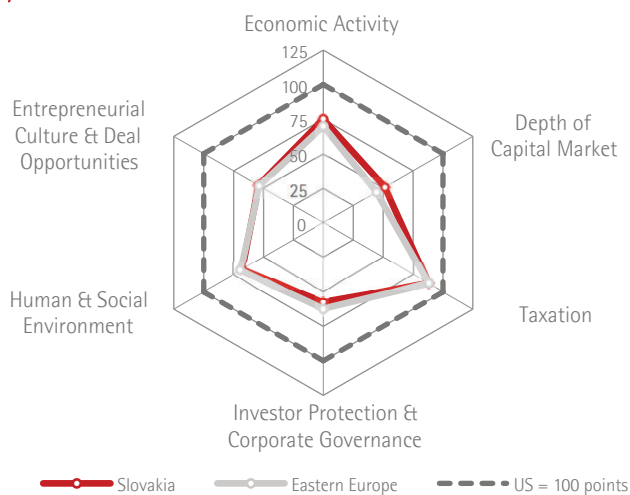 Economic Activity
125
100
75
50
25
0
Entrepreneurial
Culture & Deal
Opportunities
Depth of
Capital Market
Human & Social
Environment
Taxation
Investor Protection &
Corporate Governance
Slovakia
Eastern Europe
US = 100 points